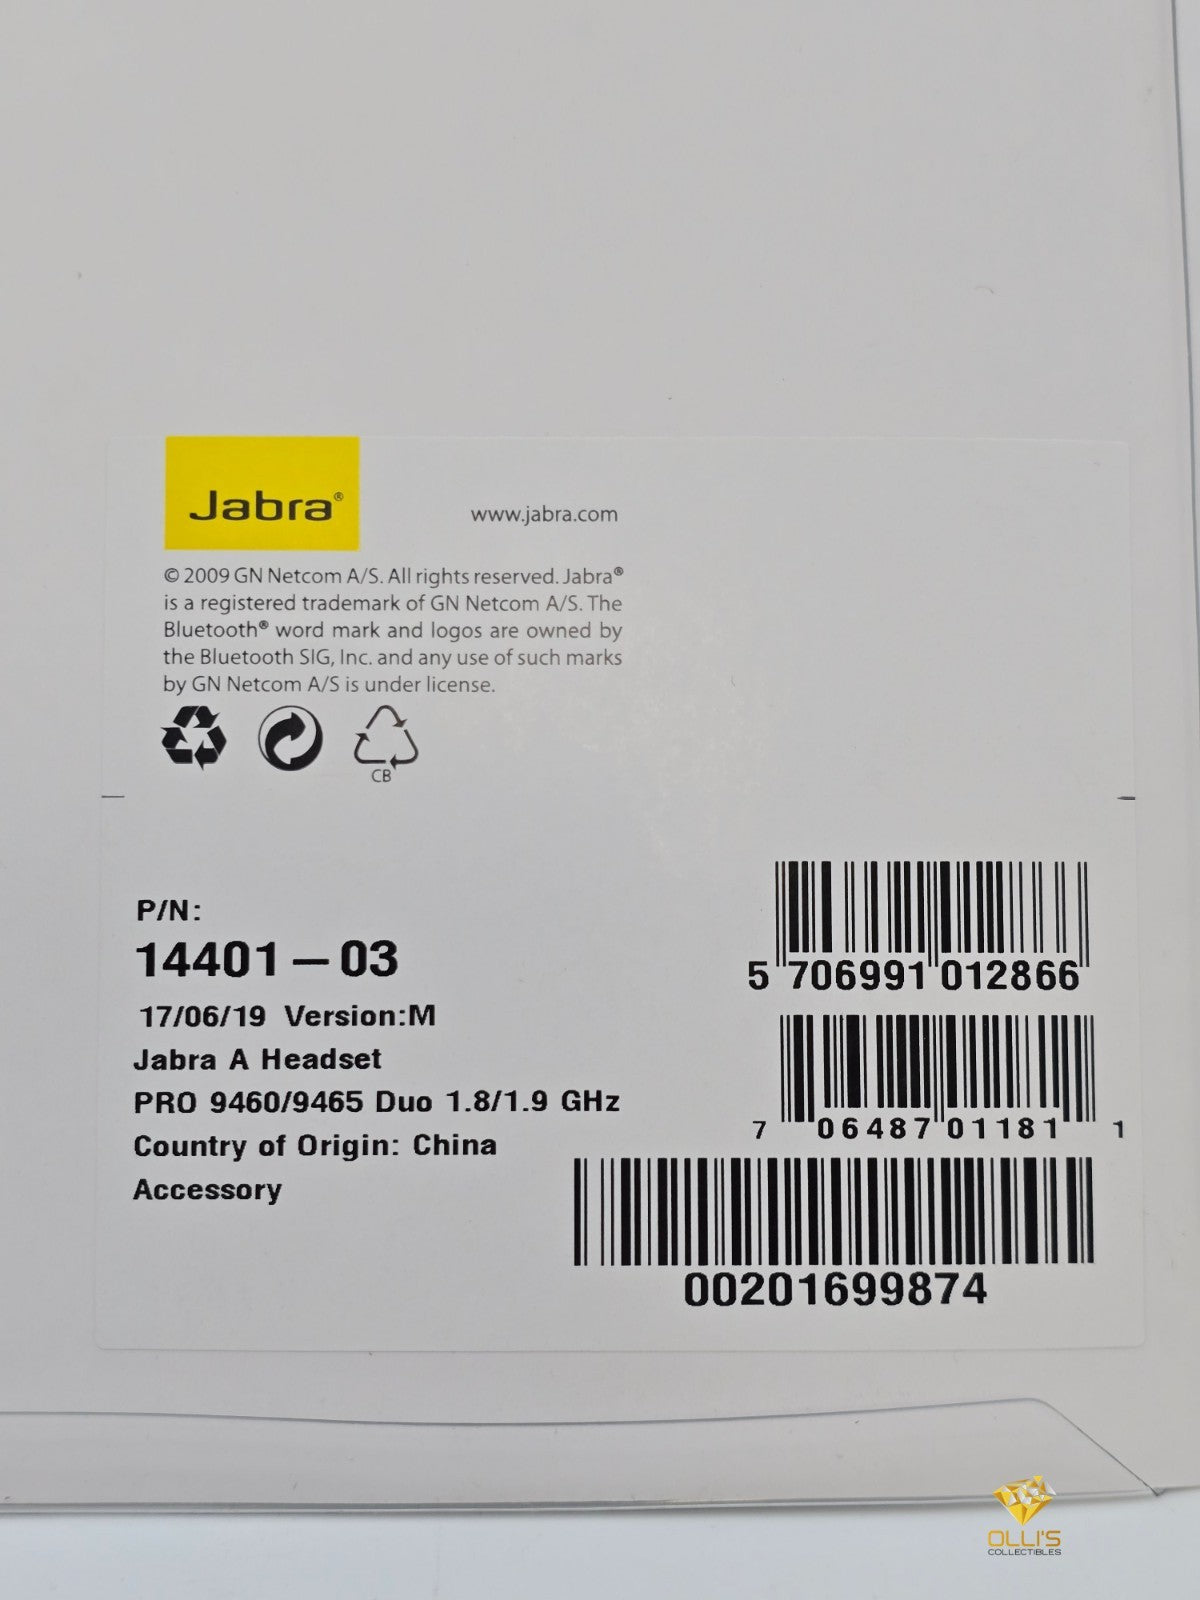 Jabra®
www.jabra.com
© 2009 GN Netcom A/S. All rights reserved. Jabra®
is a registered trademark of GN Netcom A/S. The
Bluetooth® word mark and logos are owned by
the Bluetooth SIG, Inc. and any use of such marks
by GN Netcom A/S is under license.
CB
P/N:
14401-03
17/06/19 Version:M
Jabra A Headset
PRO 9460/9465 Duo 1.8/1.9 GHz
Country of Origin: China
Accessory
5 706991 012866
7 06487 01181 1
00201699874
OLLI'S
COLLECTIBLES